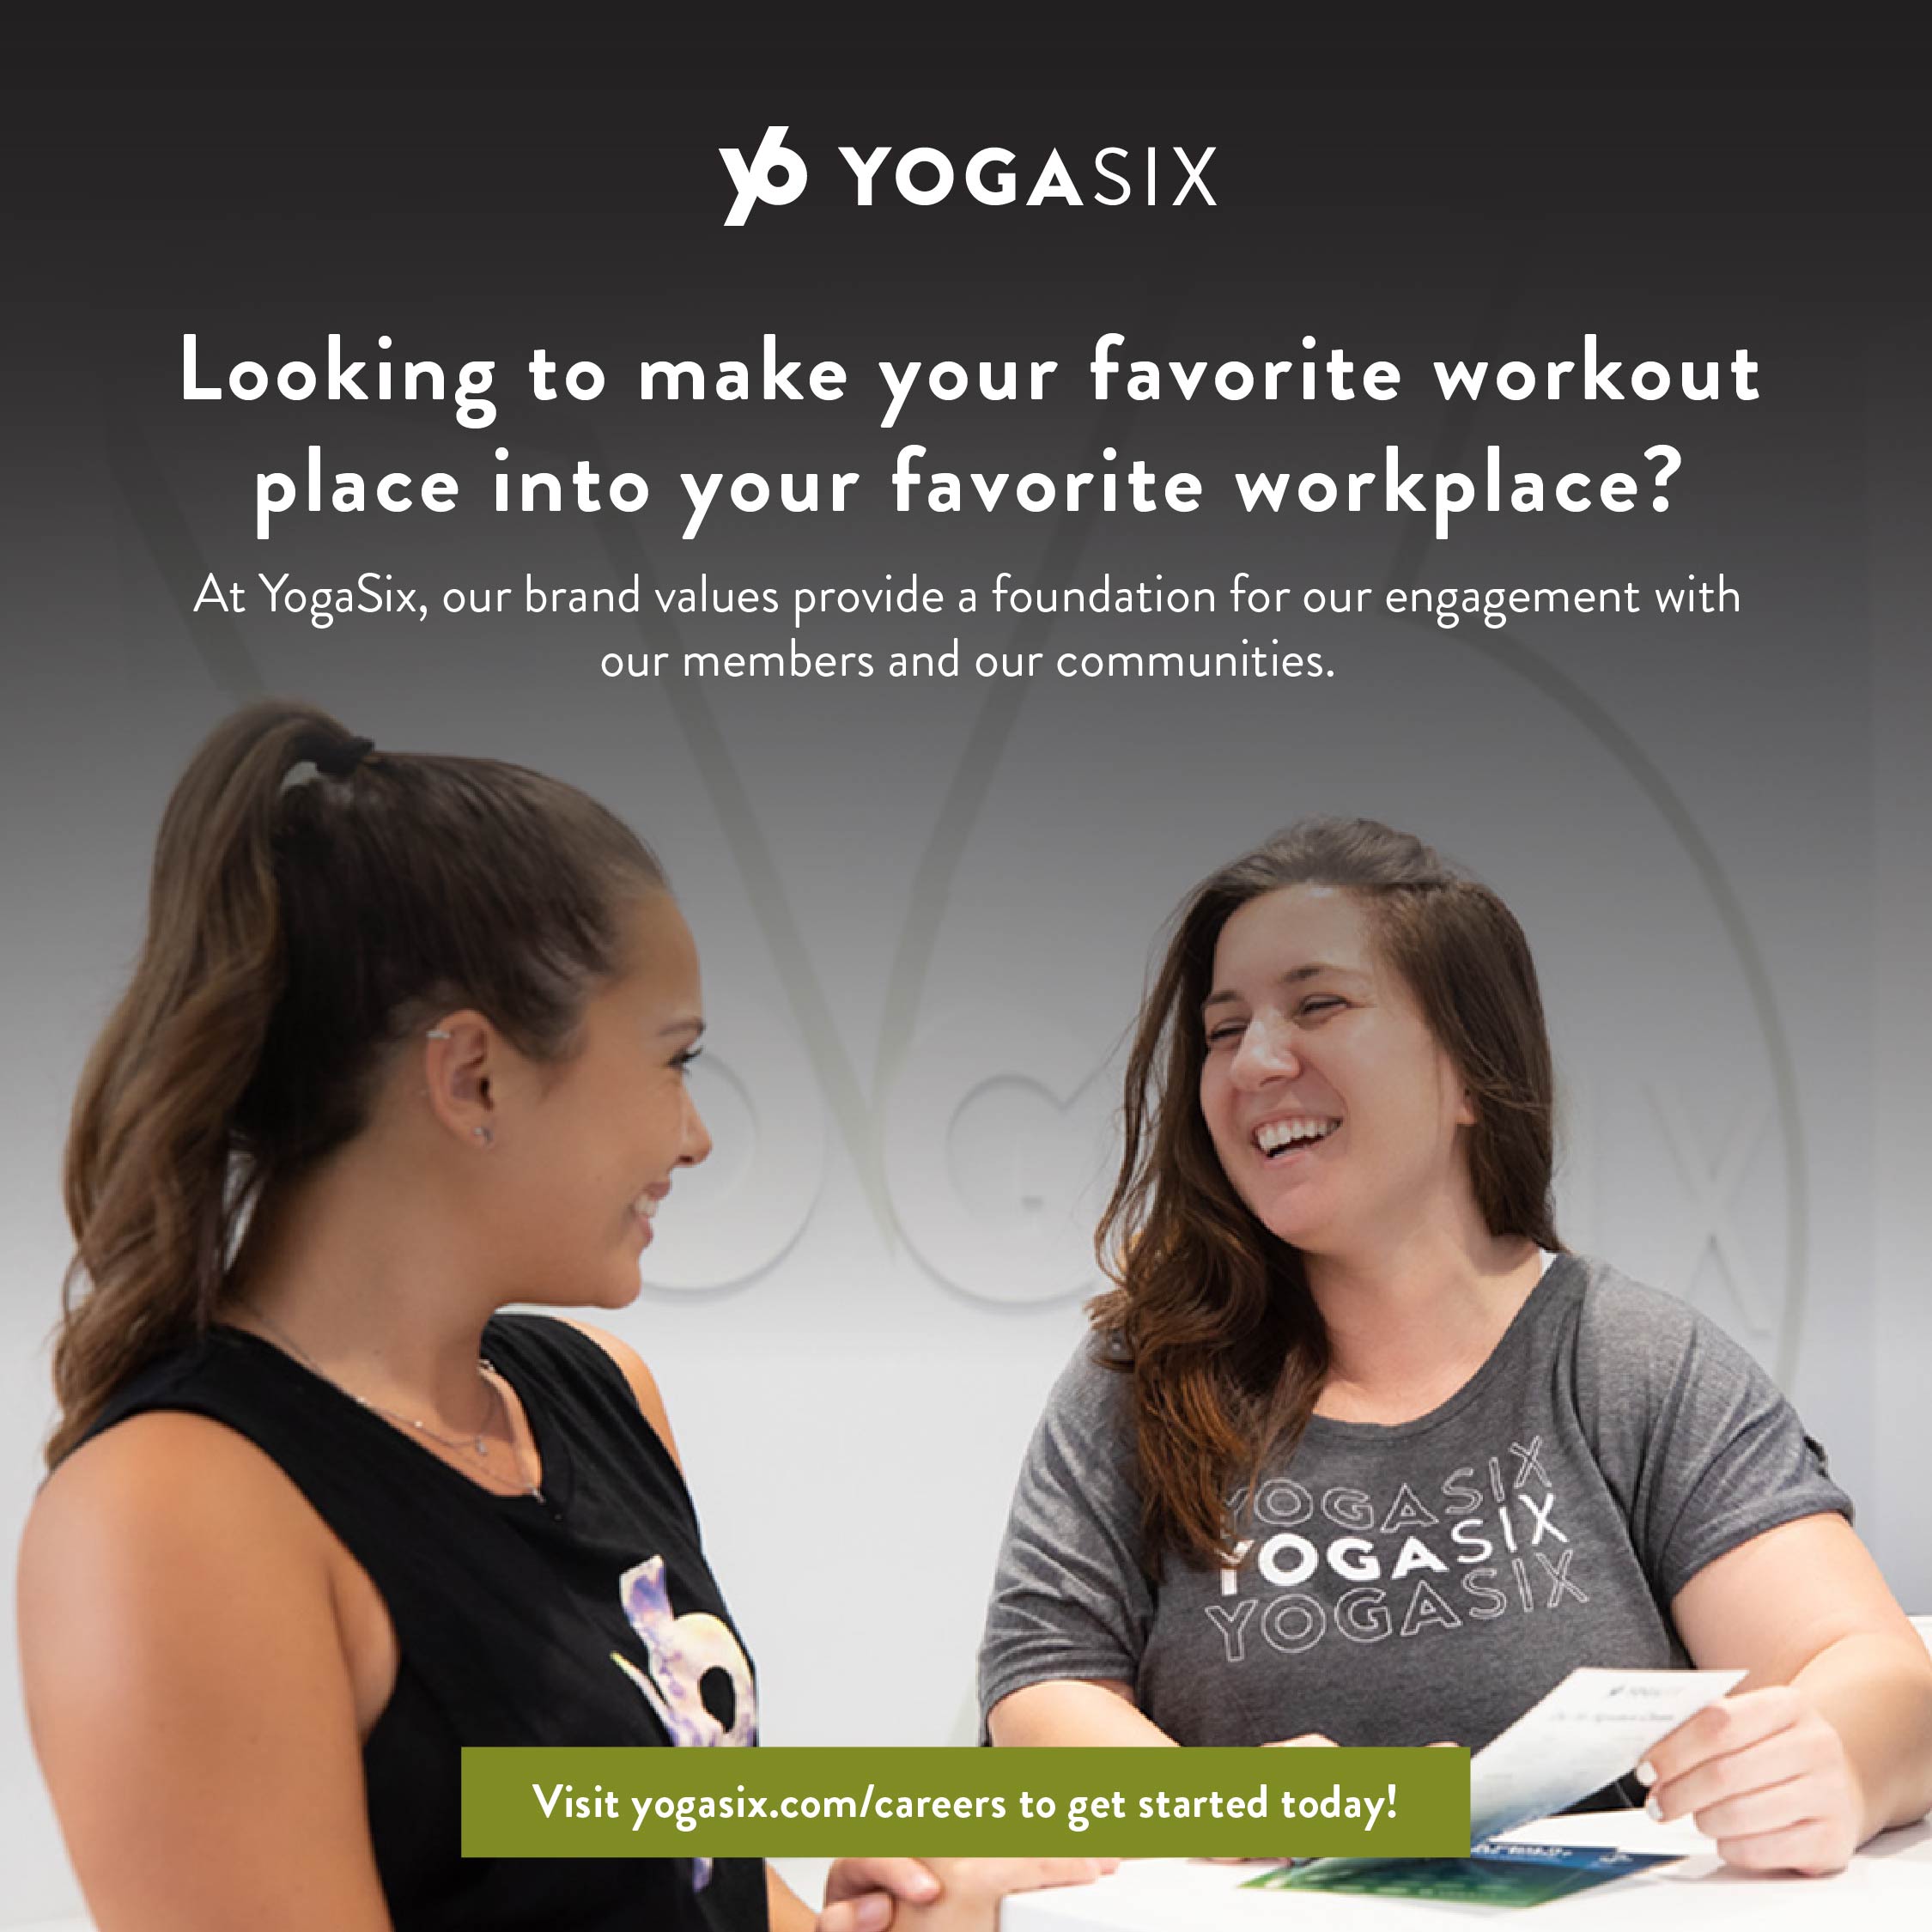 y6 YOGASIX
Looking to make your favorite workout
place into your favorite workplace?
At YogaSix, our brand values provide a foundation for our engagement with
our members and our communities.
YOGASIX
YOGASIX
YOGASIX
Visit yogasix.com/careers to get started today!